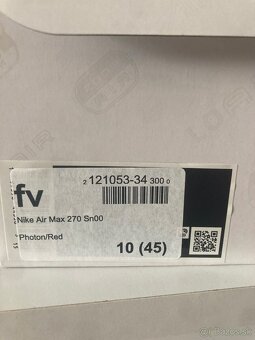 2 121053-34 300 0
fv
Nike Air Max 270 Sn00
Photon/Red
10 (45)